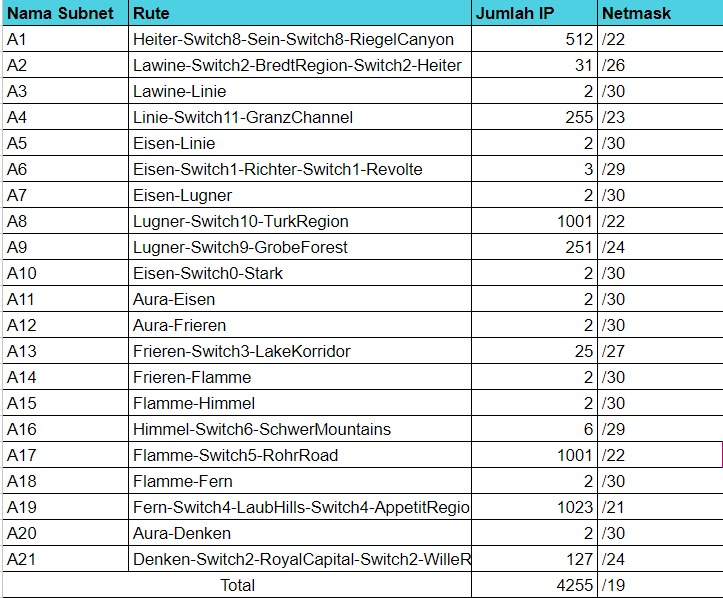 Nama Subnet Rute Jumlah IP Netmask
A1 Heiter-Switch8-Sein-Switch8-RiegelCanyon 512 /22
A2 Lawine-Switch2-BredtRegion-Switch2-Heiter 31 /26
A3 Lawine-Linie 2 /30
A4 Linie-Switch11-GranzChannel 255 /23
A5 Eisen-Linie 2 /30
A6 Eisen-Switch1-Richter-Switch1-Revolte 3 /29
A7 Eisen-Lugner 2 /30
A8 Lugner-Switch10-TurkRegion 1001 /22
A9 Lugner-Switch9-GrobeForest 251 /24
A10 Eisen-Switch0-Stark 2 /30
A11 Aura-Eisen 2 /30
A12 Aura-Frieren 2 /30
A13 Frieren-Switch3-LakeKorridor 25 /27
A14 Frieren-Flamme 2 /30
A15 Flamme-Himmel 2 /30
A16 Himmel-Switch6-SchwerMountains 6 /29
A17 Flamme-Switch5-RohrRoad 1001 /22
A18 Flamme-Fern 2 /30
A19 Fern-Switch4-LaubHills-Switch4-AppetitRegio 1023 /21
A20 Aura-Denken 2 /30
A21 Denken-Switch2-RoyalCapital-Switch2-WilleR 127 /24
Total 4255 /19